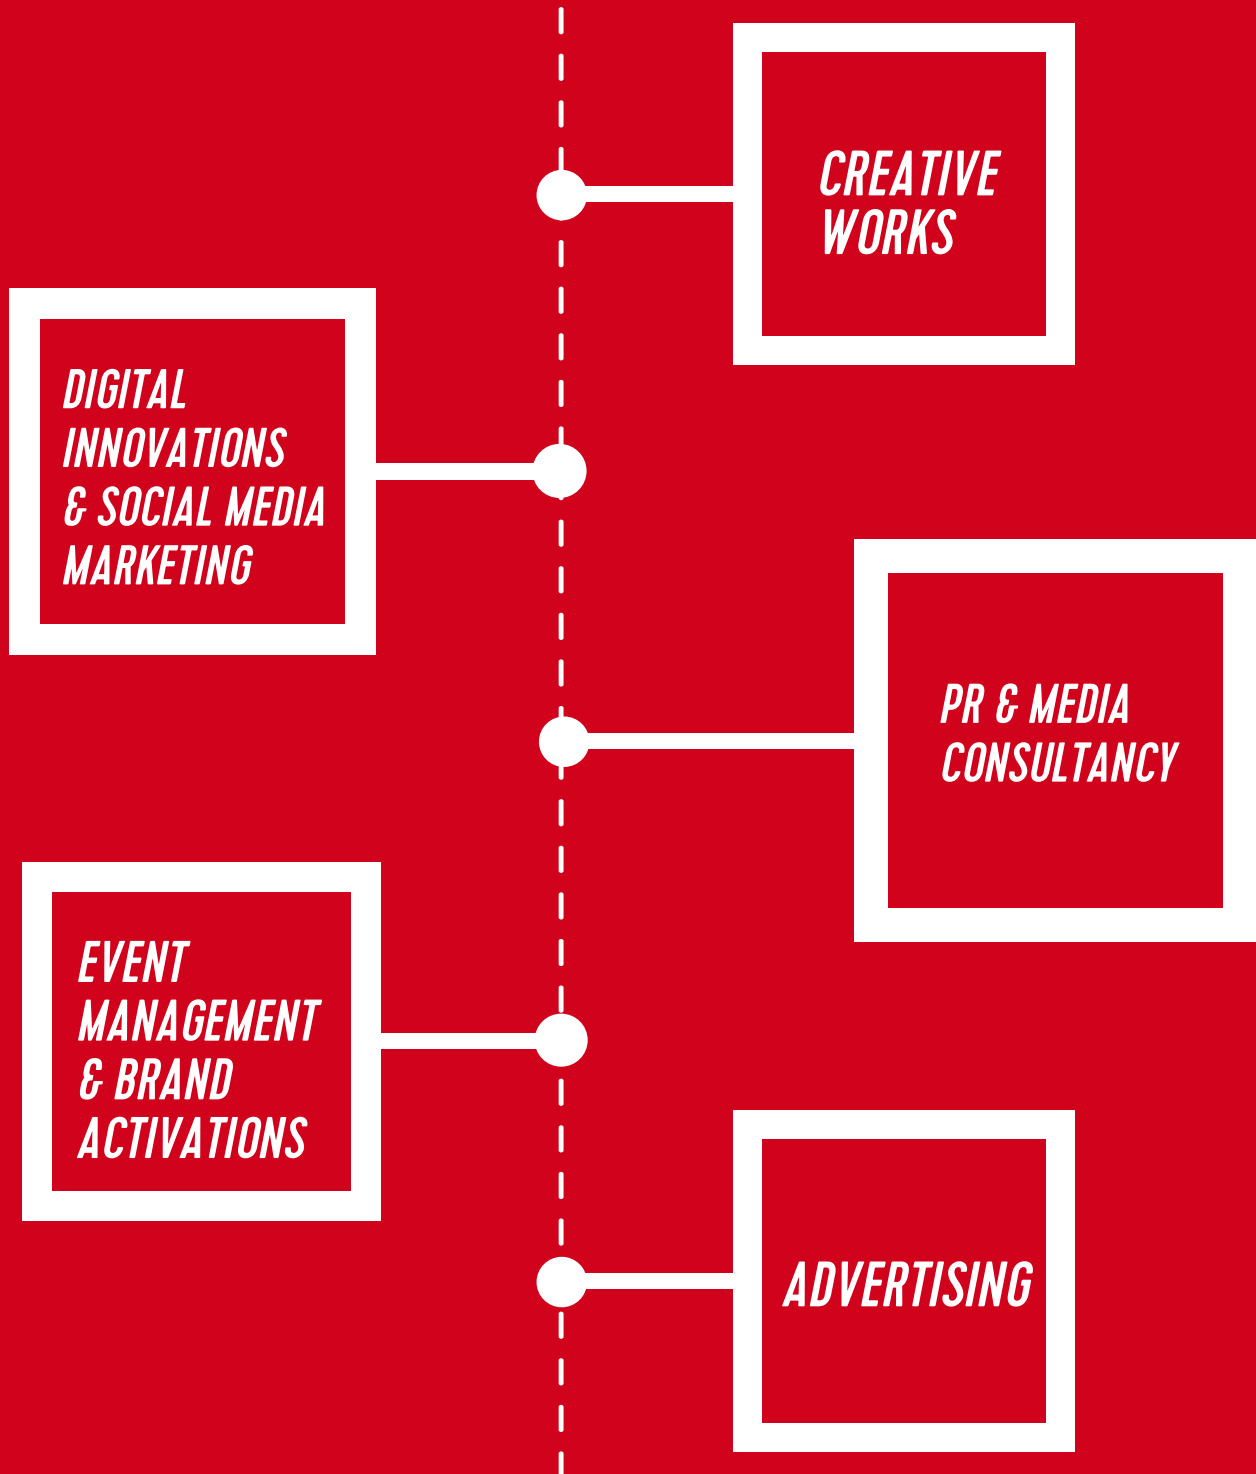 CREATIVE
WORKS
DIGITAL
INNOVATIONS
& SOCIAL MEDIA
MARKETING
PR & MEDIA
CONSULTANCY
EVENT
MANAGEMENT
& BRAND
ACTIVATIONS
ADVERTISING